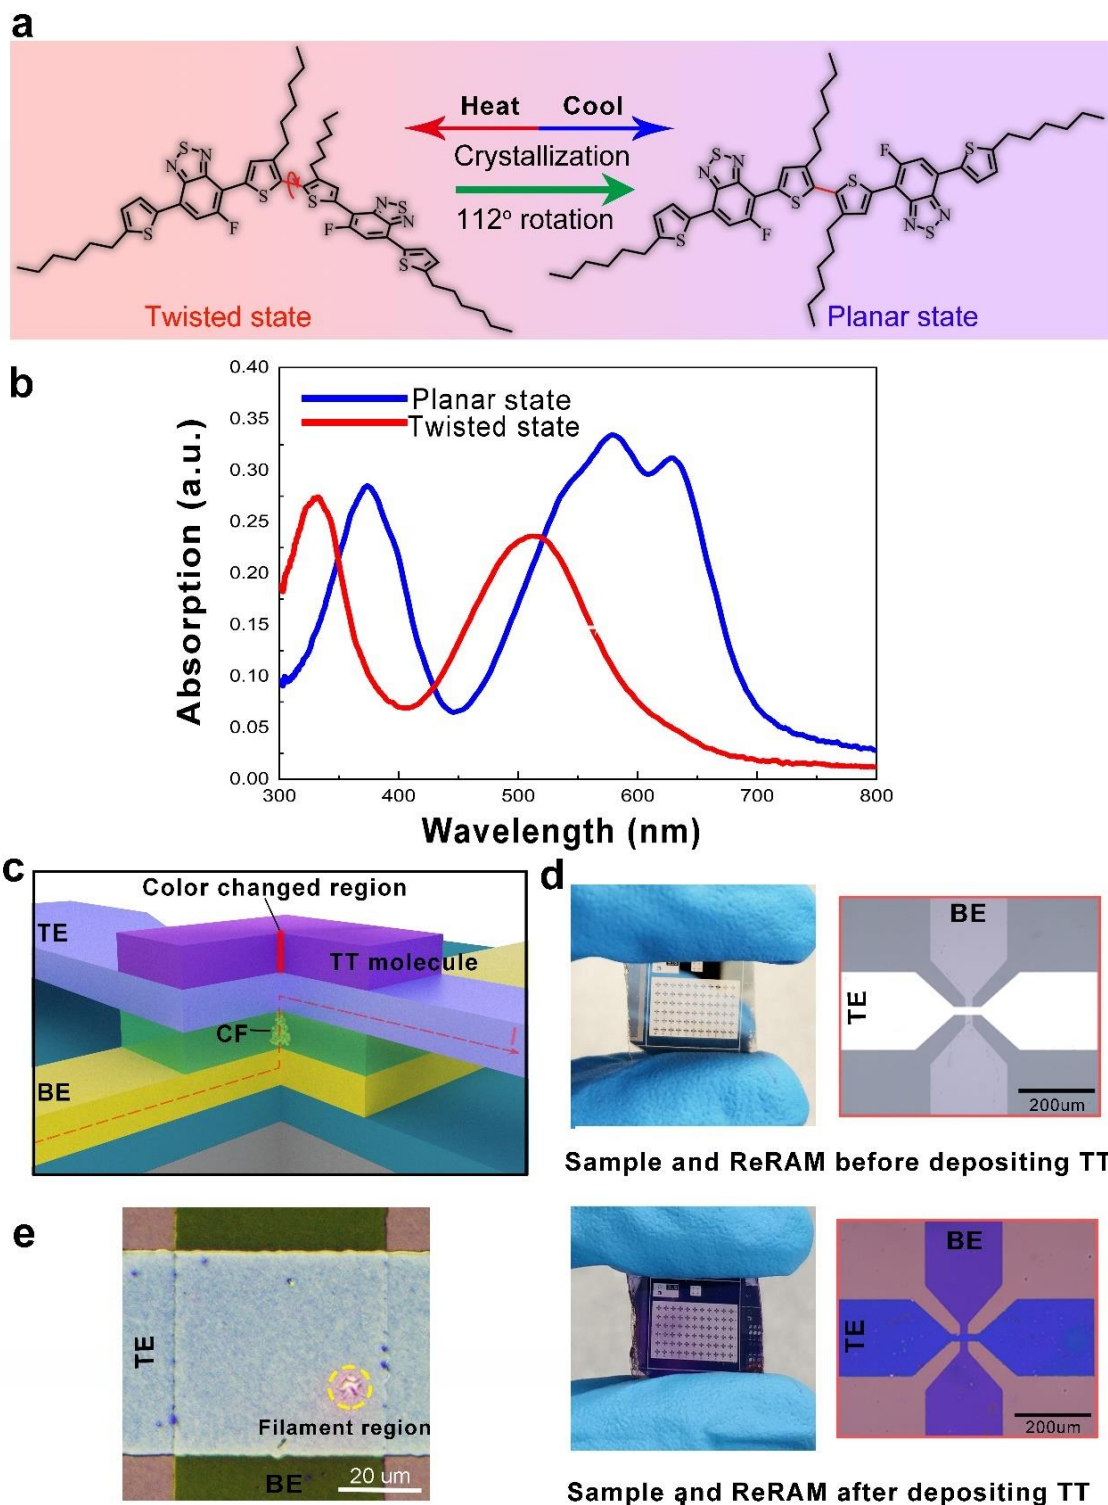 a
Heat Cool
Crystallization
112º rotation
N S N
S
F
S
S
F
N S N
S
Twisted state
N S N
S
F
S
S
F
S
N S N
Planar state
b
Absorption (a.u.)
0.40
0.35
0.30
0.25
0.20
0.15
0.10
0.05
0.00
Planar state
Twisted state
300 400 500 600 700 800
Wavelength (nm)
c
Color changed region
TE
TT molecule
CF
BE
d
BE
TE
200um
Sample and ReRAM before depositing TT
e
TE
Filament region
BE
20 um
BE
TE
200um
Sample and ReRAM after depositing TT